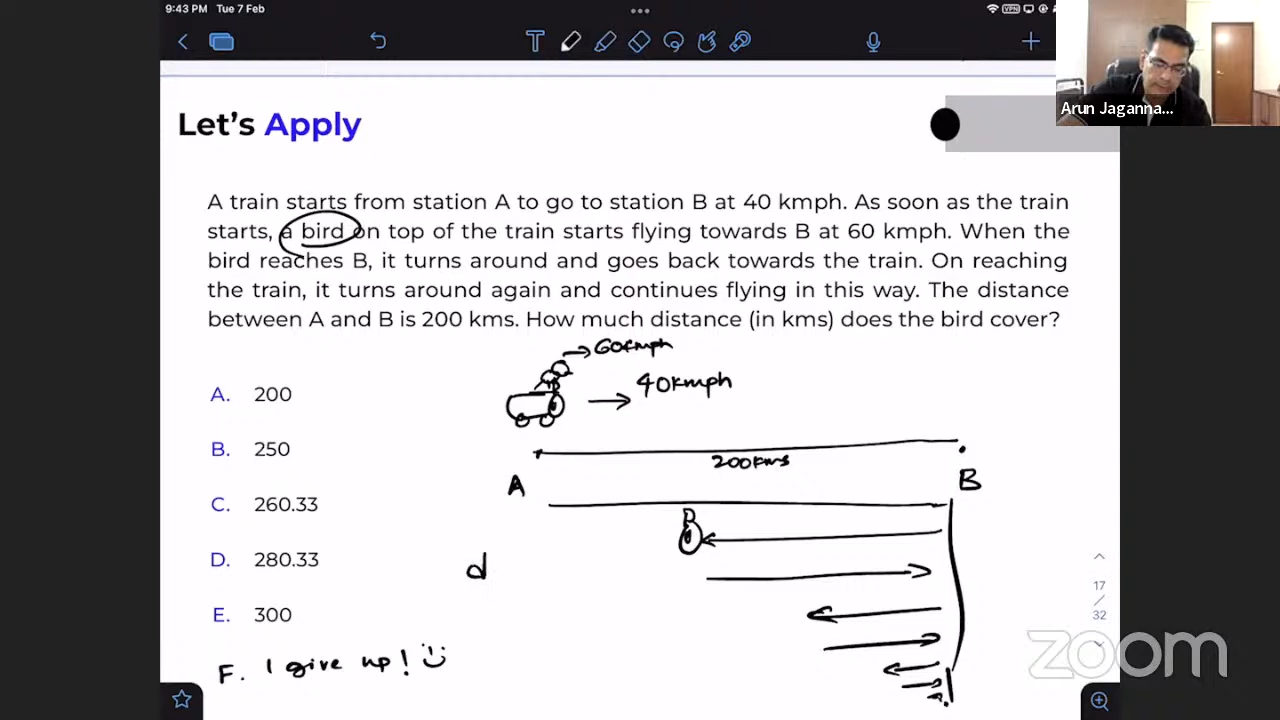 9:43 PM Tue 7 Feb
VPN
Arun Jaganna...
Let's Apply
A train starts from station A to go to station B at 40 kmph. As soon as the train
starts, a bird on top of the train starts flying towards B at 60 kmph. When the
bird reaches B, it turns around and goes back towards the train. On reaching
the train, it turns around again and continues flying in this way. The distance
between A and B is 200 kms. How much distance (in kms) does the bird cover?
60kmph
40kmph
A. 200
B. 250
200kms
A
B
C. 260.33
D. 280.33
d
E. 300
F. I give up!
17
/
32
zoom